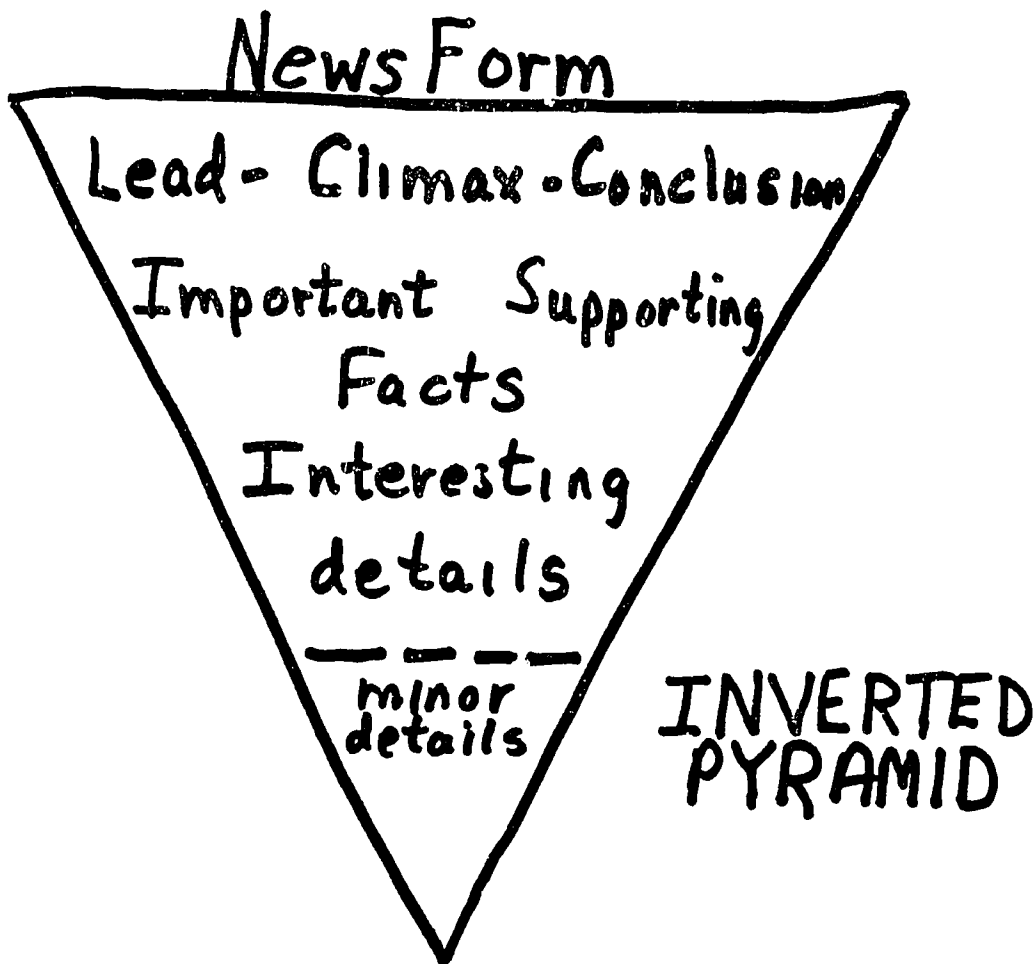 News Form
Lead - Climax - Conclusion
Important Supporting
Facts
Interesting
details
minor
details
INVERTED
PYRAMID